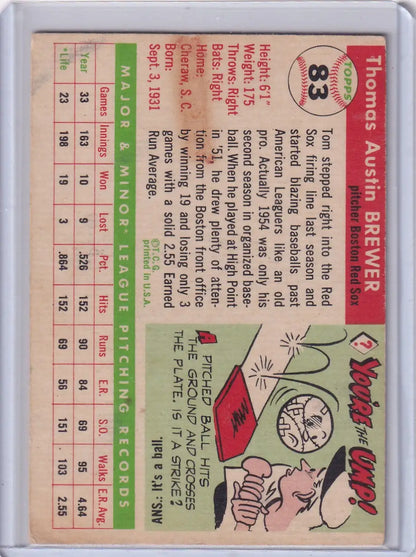 TOPPS
83
Thomas Austin BREWER
pitcher Boston Red Sox
Height: 6'1"
Weight: 175
Throws: Right
Bats: Right
Home:
Cheraw, S. C.
Born:
Sept. 3, 1931
Tom stepped right into the Red
Sox firing line last season and
started blazing baseballs past
American Leaguers like an old
pro. Actually 1954 was only his
second season in organized base-
ball. When he played at High Point
in '51, he drew plenty of atten-
tion from the Boston front office
by winning 19 and losing only 3
games with a solid 2.55 Earned
Run Average.
©T.C.G.
printed in U.S.A.
? YOU'RE THE UMP!
A PITCHED BALL HITS
THE GROUND AND CROSSES
THE PLATE. IS IT A STRIKE?
ANS: It's a ball.
MAJOR & MINOR* LEAGUE PITCHING RECORDS
Games Innings Won Lost Pct. Hits Runs E.R. S.O. Walks E.R. Avg.
Year 33 163 10 9 .526 152 90 84 69 95 4.64
*Life 23 198 19 3 .864 152 69 56 151 103 2.55